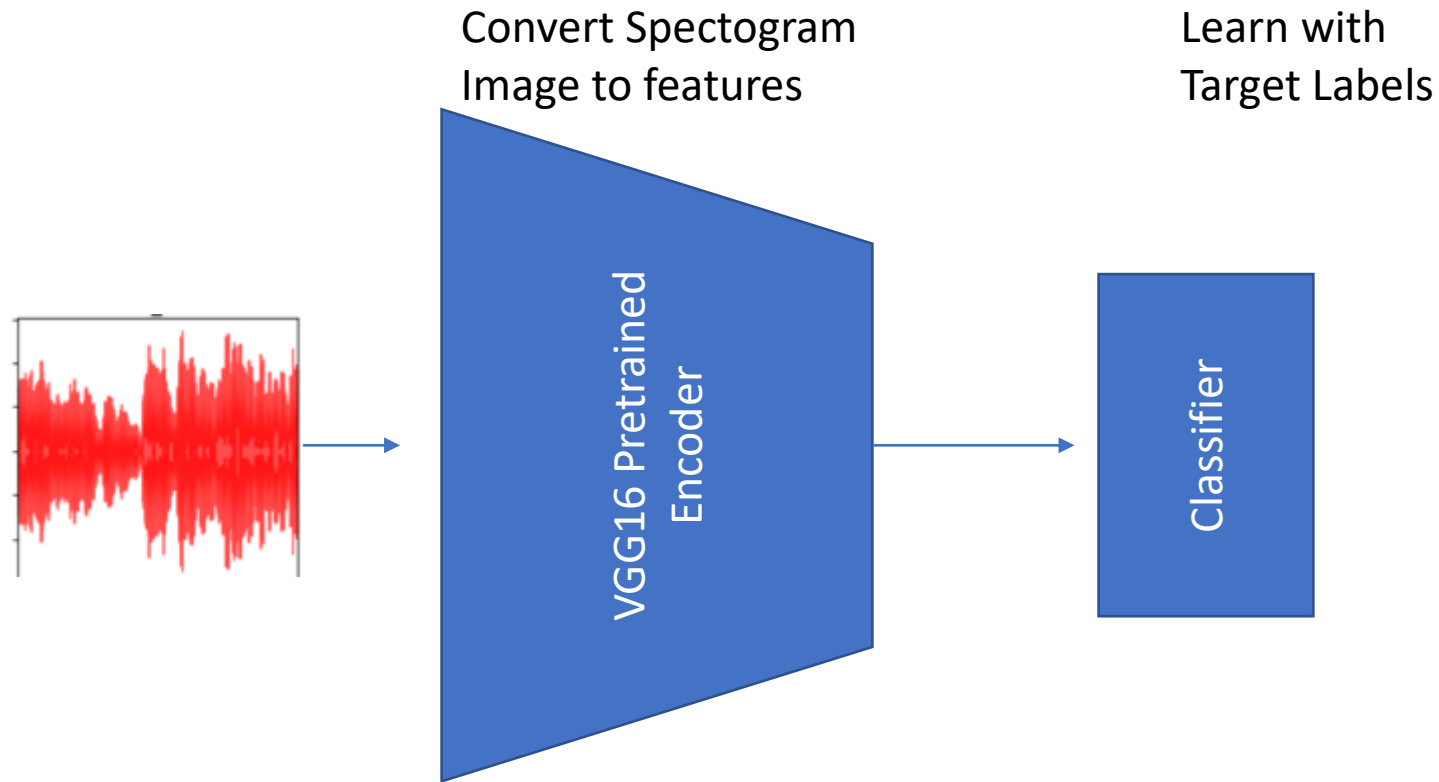 Convert Spectogram
Image to features
Learn with
Target Labels
VGG16 Pretrained
Encoder
Classifier